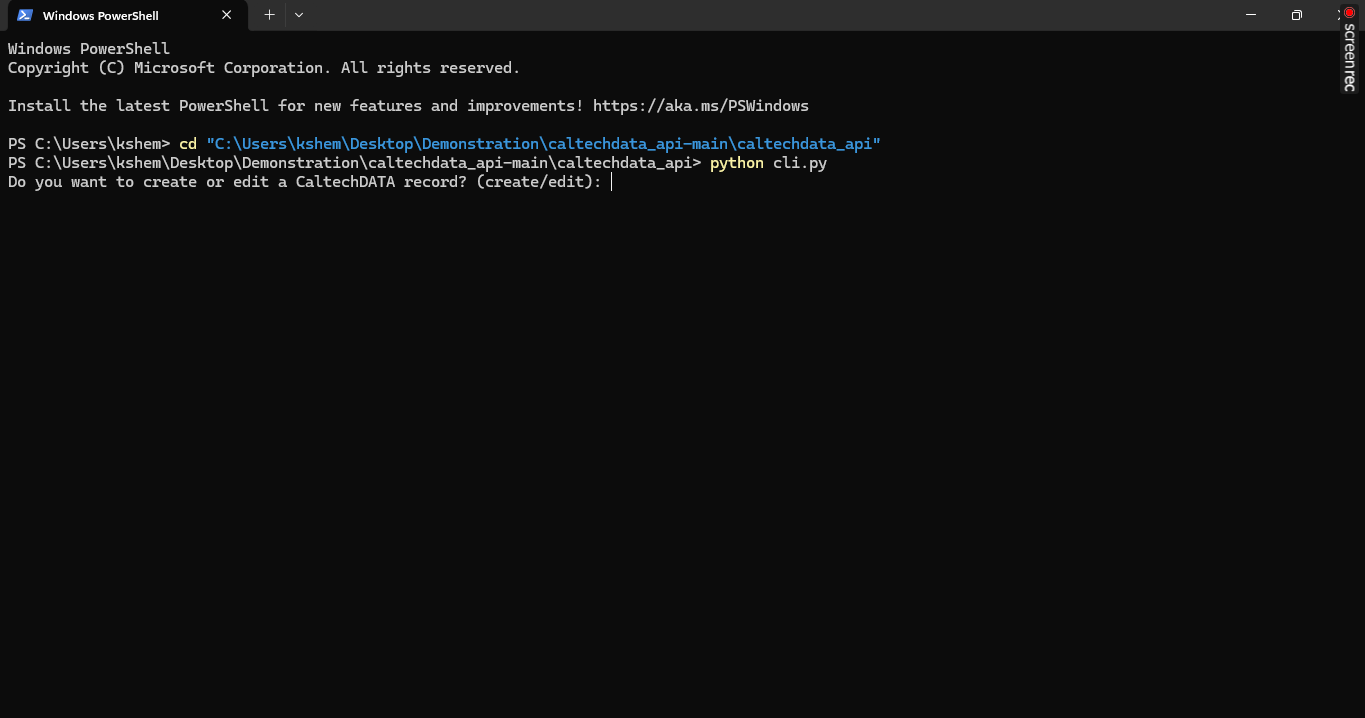 Windows PowerShell
screenrec
Windows PowerShell
Copyright (C) Microsoft Corporation. All rights reserved.
Install the latest PowerShell for new features and improvements! https://aka.ms/PSWindows
PS C:\Users\kshem> cd "C:\Users\kshem\Desktop\Demonstration\caltechdata_api-main\caltechdata_api"
PS C:\Users\kshem\Desktop\Demonstration\caltechdata_api-main\caltechdata_api> python cli.py
Do you want to create or edit a CaltechDATA record? (create/edit):